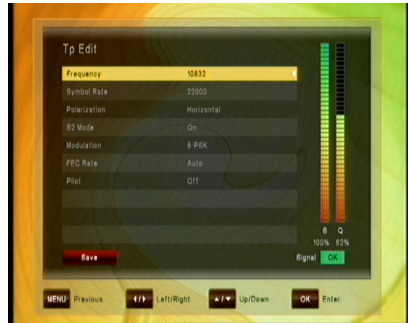 Tp Edit
Frequency 10832
Symbol Rate 22000
Polarization Horizontal
S2 Mode On
Modulation 8-PSK
FEC Rate Auto
Pilot Off
S Q
100% 62%
Save Signal OK
MENU Previous Left/Right Up/Down OK Enter